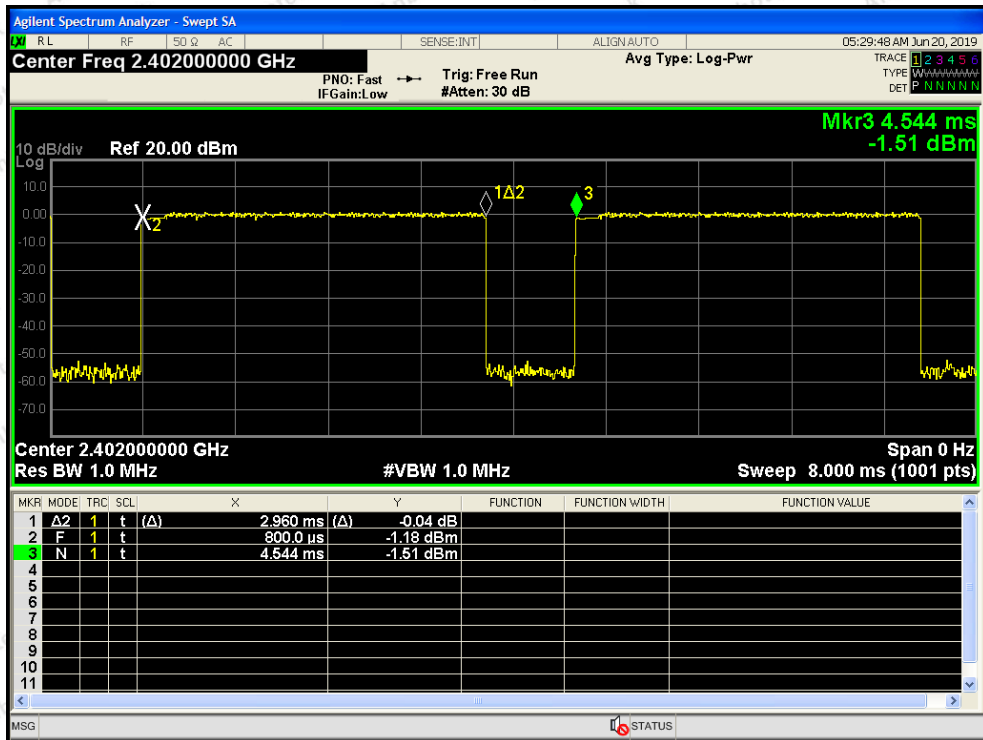 Agilent Spectrum Analyzer - Swept SA
LXI RL RF 50 Ω AC SENSE:INT ALIGN AUTO 05:29:48 AM Jun 20, 2019
Center Freq 2.402000000 GHz Avg Type: Log-Pwr TRACE 1 2 3 4 5 6
PNO: Fast Trig: Free Run TYPE WWWWWW
IFGain:Low #Atten: 30 dB DET P N N N N N
Mkr3 4.544 ms
10 dB/div Ref 20.00 dBm -1.51 dBm
Log
10.0
0.00
-10.0
-20.0
-30.0
-40.0
-50.0
-60.0
-70.0
2
1Δ2
3
Center 2.402000000 GHz Span 0 Hz
Res BW 1.0 MHz #VBW 1.0 MHz Sweep 8.000 ms (1001 pts)
MKR MODE TRC SCL X Y FUNCTION FUNCTION WIDTH FUNCTION VALUE
1 Δ2 1 t (Δ) 2.960 ms (Δ) -0.04 dB
2 F 1 t 800.0 µs -1.18 dBm
3 N 1 t 4.544 ms -1.51 dBm
4
5
6
7
8
9
10
11
MSG STATUS